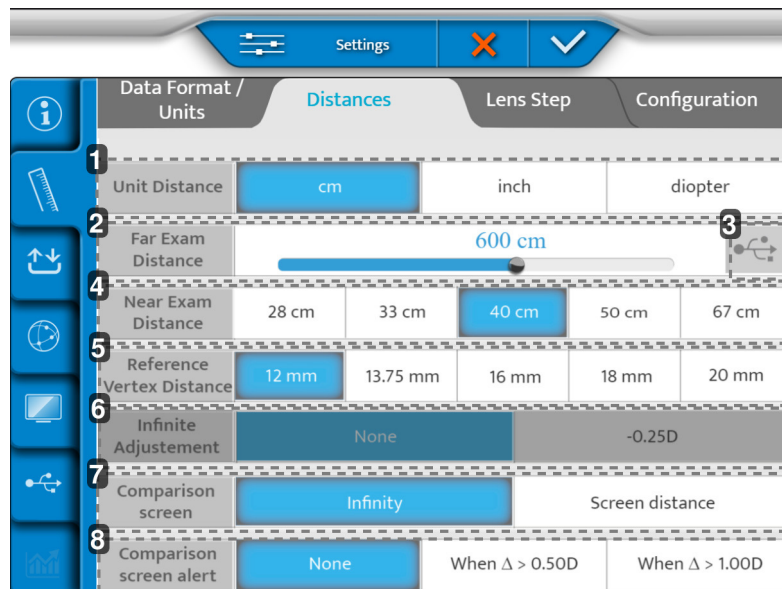 Settings
Data Format /
Units
Distances
Lens Step
Configuration
1
Unit Distance
cm
inch
diopter
2
Far Exam
Distance
600 cm
3
4
Near Exam
Distance
28 cm
33 cm
40 cm
50 cm
67 cm
5
Reference
Vertex Distance
12 mm
13.75 mm
16 mm
18 mm
20 mm
6
Infinite
Adjustement
None
-0.25D
7
Comparison
screen
Infinity
Screen distance
8
Comparison
screen alert
None
When Δ > 0.50D
When Δ > 1.00D